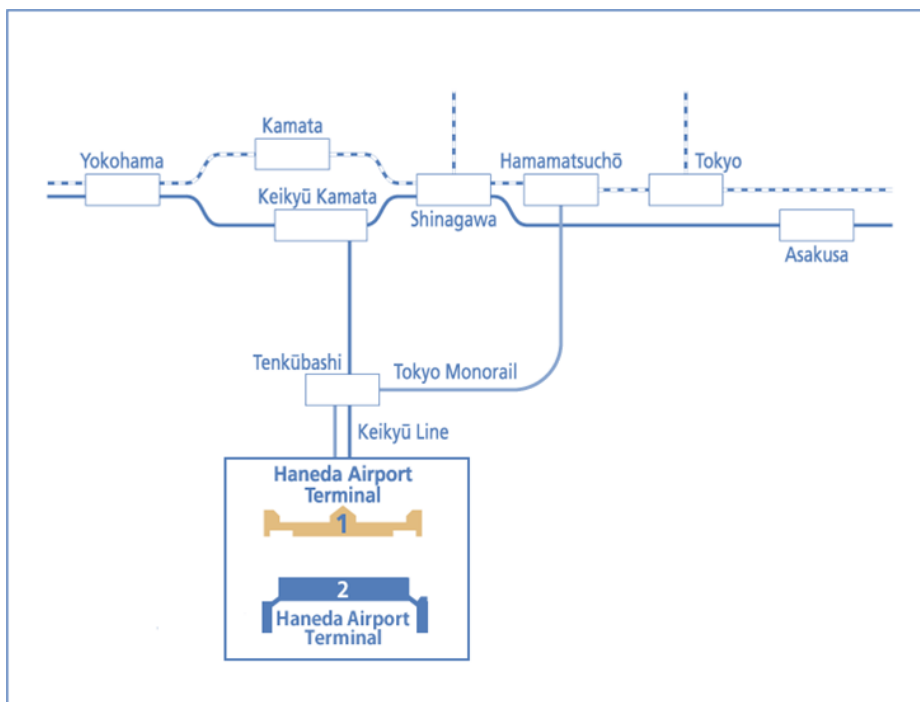 Kamata
Yokohama
Hamamatsuchō
Tokyo
Keikyū Kamata
Shinagawa
Asakusa
Tenkūbashi
Tokyo Monorail
Keikyū Line
Haneda Airport
Terminal
1
2
Haneda Airport
Terminal